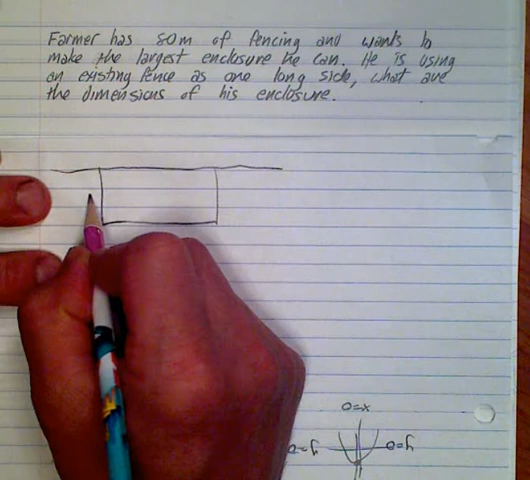 Farmer has 50m of fencing and wants to
make the largest enclosure he can. He is using
an existing fence as one long side, what are
the dimensions of his enclosure.
o=x
o=y
o=y